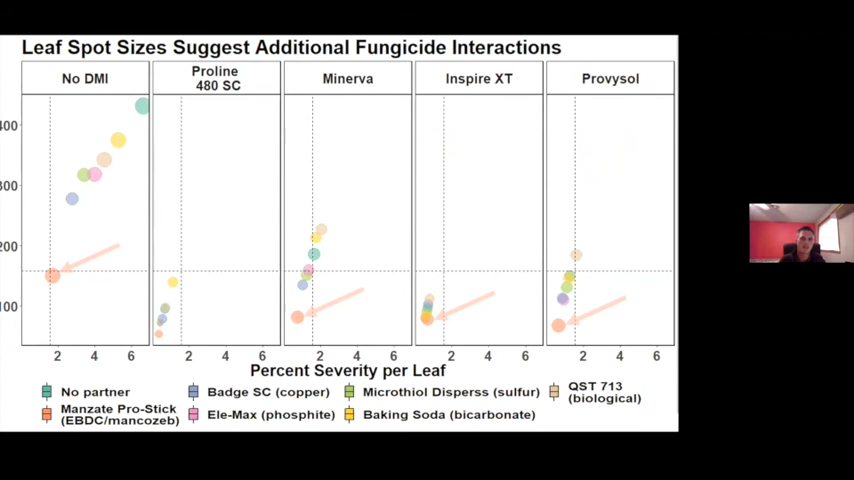 Leaf Spot Sizes Suggest Additional Fungicide Interactions
No DMI
Proline
480 SC
Minerva
Inspire XT
Provysol
400
300
200
100
2 4 6 2 4 6 2 4 6 2 4 6 2 4 6
Percent Severity per Leaf
No partner
Manzate Pro-Stick
(EBDC/mancozeb)
Badge SC (copper)
Ele-Max (phosphite)
Microthiol Disperss (sulfur)
Baking Soda (bicarbonate)
QST 713
(biological)